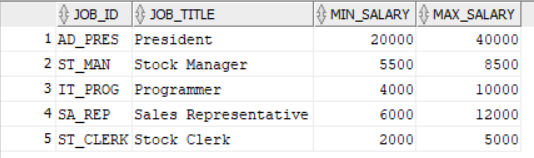 JOB_ID JOB_TITLE MIN_SALARY MAX_SALARY
1 AD_PRES President 20000 40000
2 ST_MAN Stock Manager 5500 8500
3 IT_PROG Programmer 4000 10000
4 SA_REP Sales Representative 6000 12000
5 ST_CLERK Stock Clerk 2000 5000